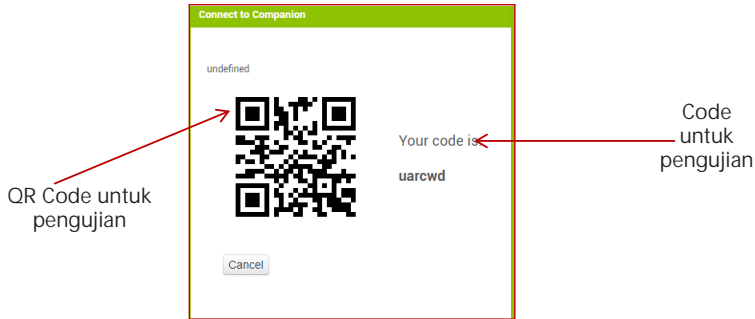 Connect to Companion
undefined
Your code is
uarcwd
Cancel
QR Code untuk
pengujian
Code
untuk
pengujian